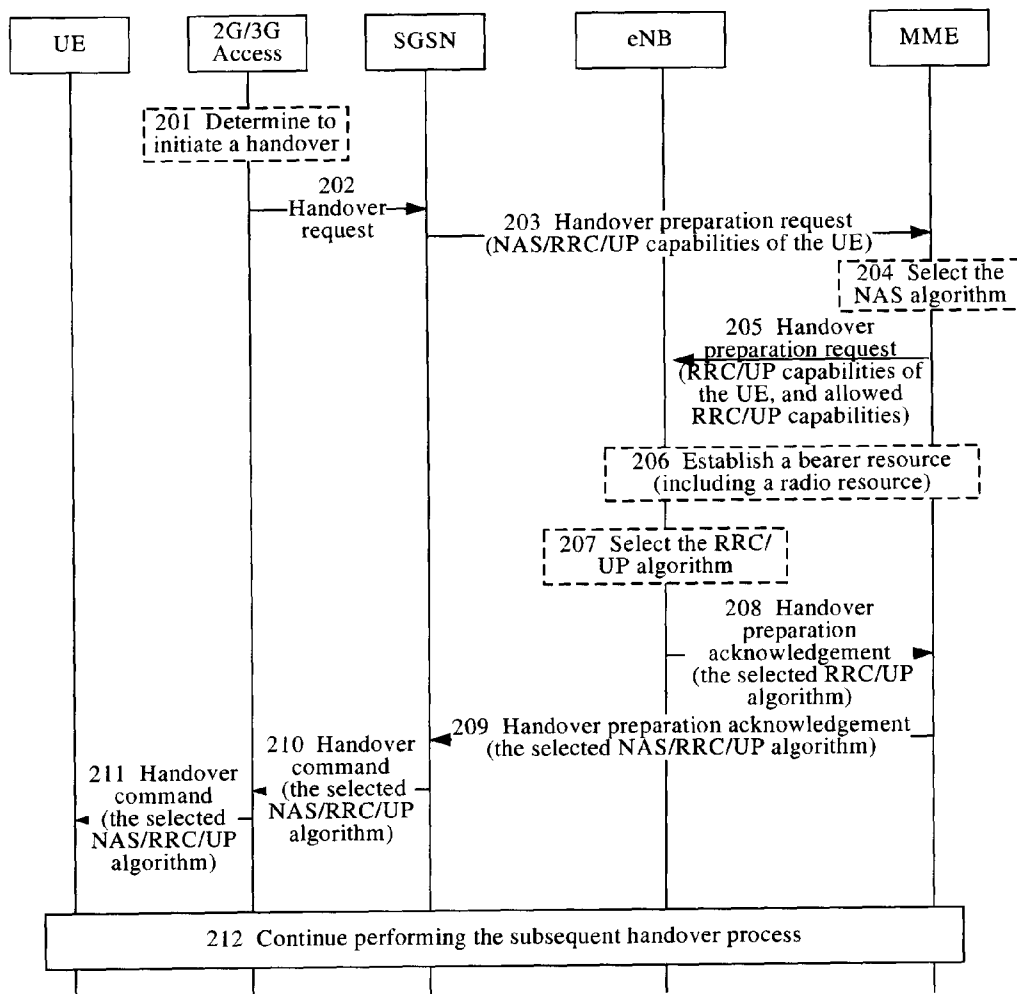 UE
2G/3G
Access
SGSN
eNB
MME
201 Determine to
initiate a handover
202
Handover
request
203 Handover preparation request
(NAS/RRC/UP capabilities of the UE)
204 Select the
NAS algorithm
205 Handover
preparation request
(RRC/UP capabilities of
the UE, and allowed
RRC/UP capabilities)
206 Establish a bearer resource
(including a radio resource)
207 Select the RRC/
UP algorithm
208 Handover
preparation
acknowledgement
(the selected RRC/UP
algorithm)
209 Handover preparation acknowledgement
(the selected NAS/RRC/UP algorithm)
210 Handover
command
(the selected
NAS/RRC/UP
algorithm)
211 Handover
command
(the selected
NAS/RRC/UP
algorithm)
212 Continue performing the subsequent handover process